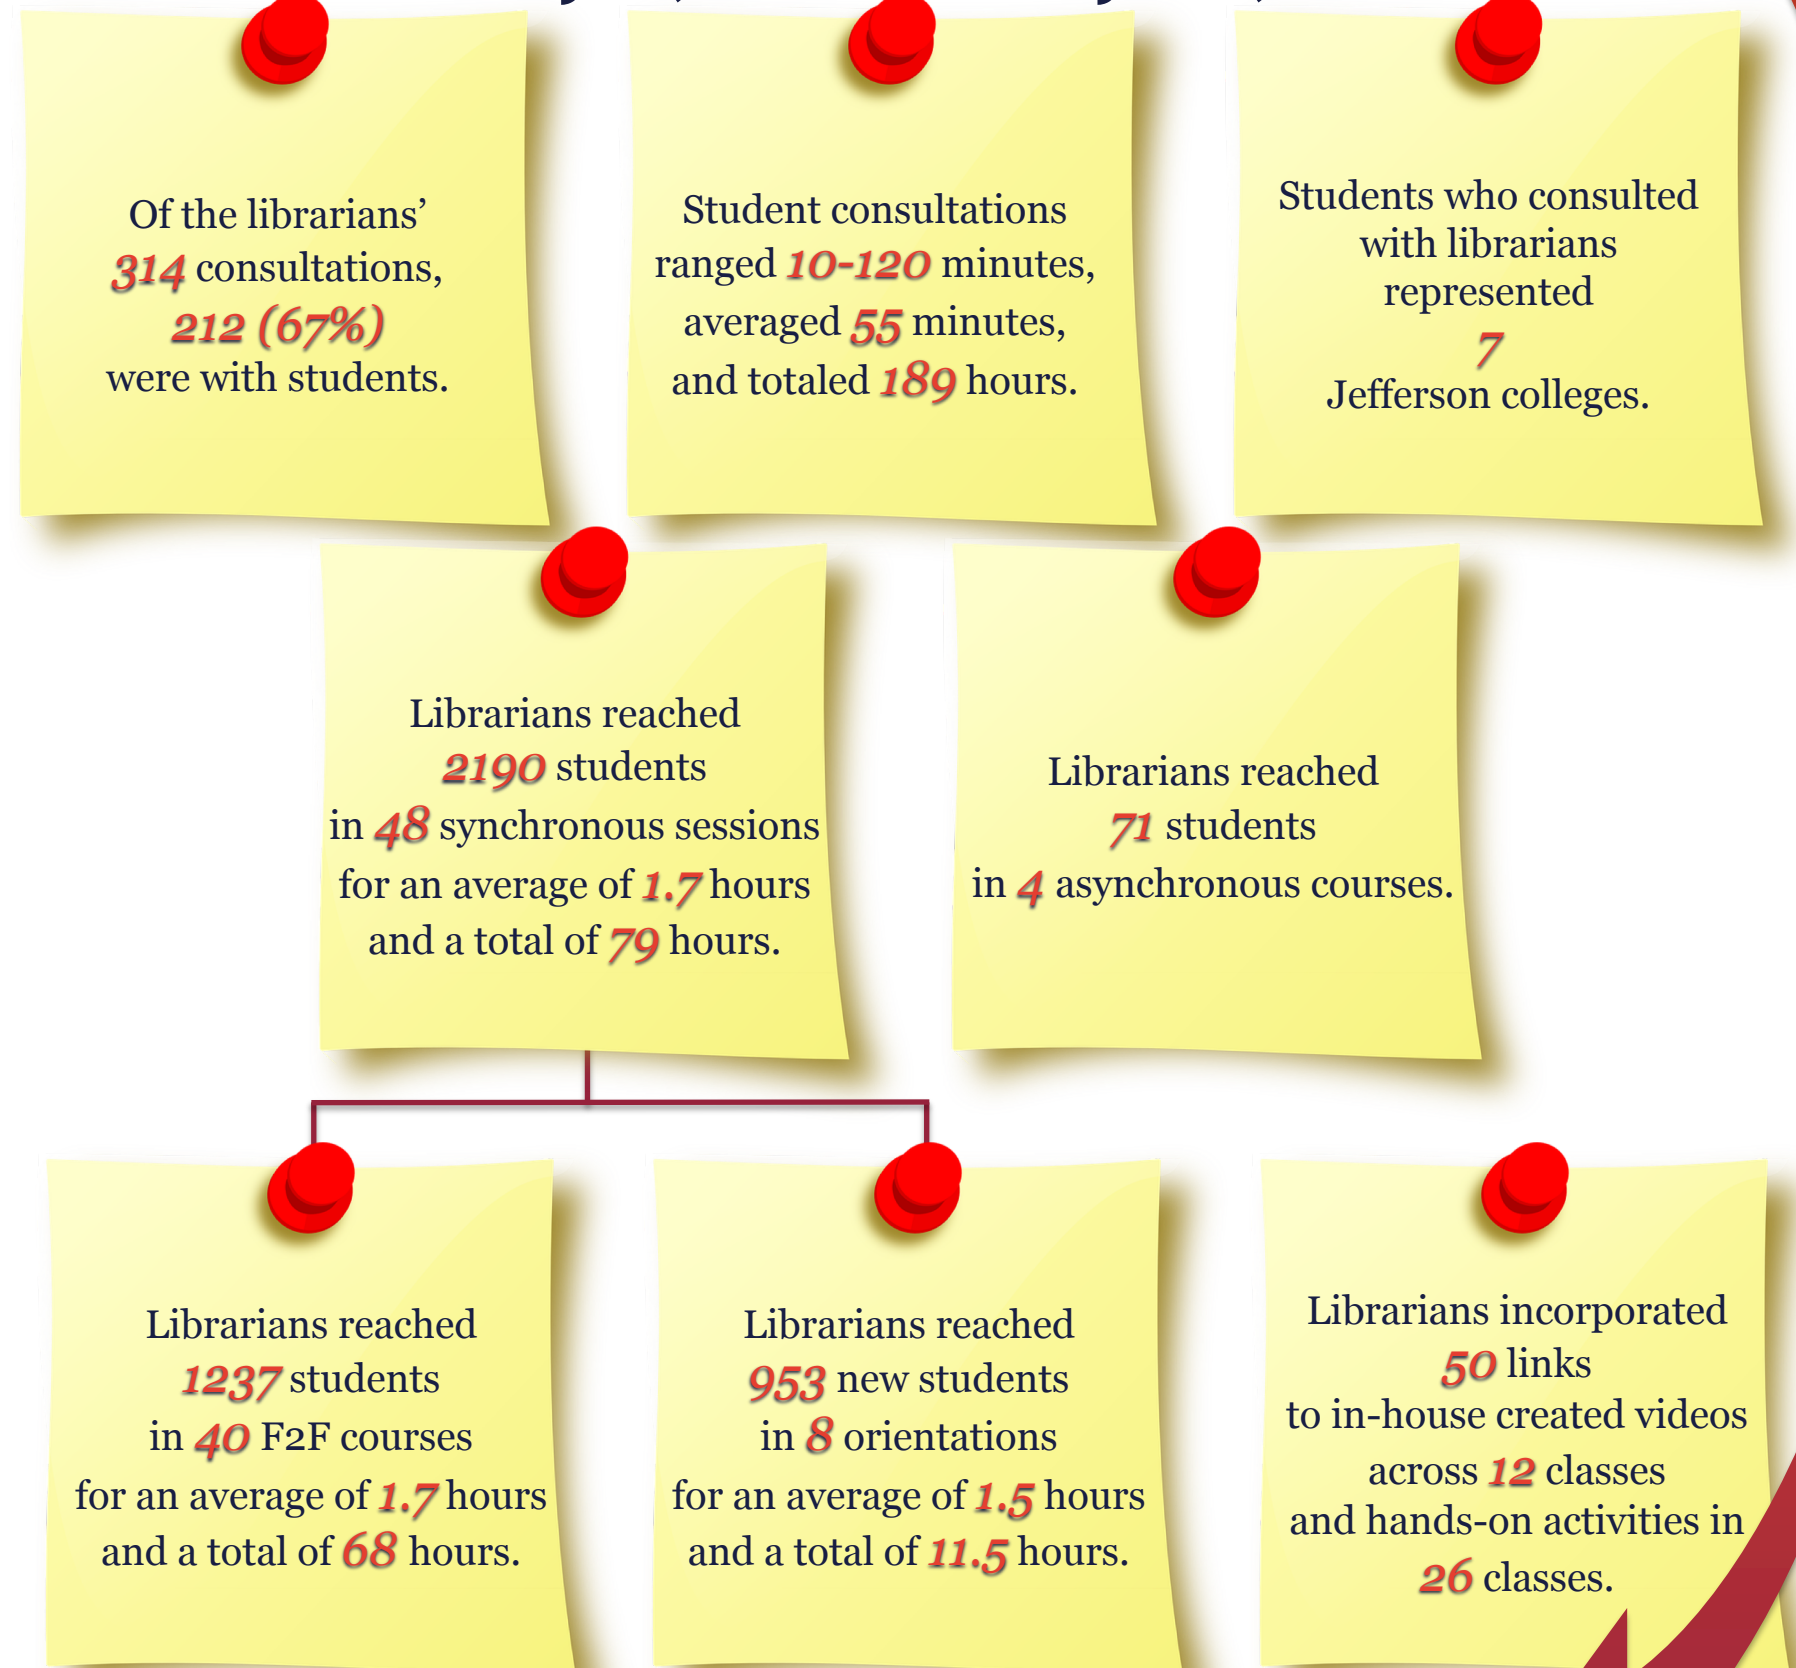 Of the librarians’
314 consultations,
212 (67%)
were with students.
Student consultations
ranged 10-120 minutes,
averaged 55 minutes,
and totaled 189 hours.
Students who consulted
with librarians
represented
7
Jefferson colleges.
Librarians reached
2190 students
in 48 synchronous sessions
for an average of 1.7 hours
and a total of 79 hours.
Librarians reached
71 students
in 4 asynchronous courses.
Librarians reached
1237 students
in 40 F2F courses
for an average of 1.7 hours
and a total of 68 hours.
Librarians reached
953 new students
in 8 orientations
for an average of 1.5 hours
and a total of 11.5 hours.
Librarians incorporated
50 links
to in-house created videos
across 12 classes
and hands-on activities in
26 classes.